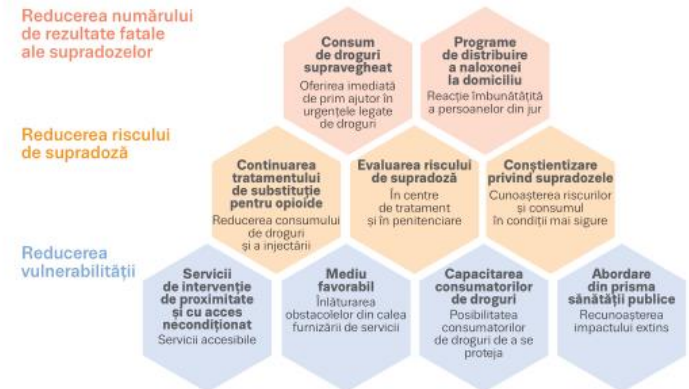 Reducerea numărului
de rezultate fatale
ale supradozelor
Consum
de droguri
supravegheat
Oferirea imediată
de prim ajutor în
urgențele legate
de droguri
Programe
de distribuire
a naloxonei
la domiciliu
Reacție îmbunătățită
a persoanelor din jur
Reducerea riscului
de supradoză
Continuarea
tratamentului
de substituție
pentru opioide
Reducerea consumului
de droguri
și a injectării
Evaluarea riscului
de supradoză
În centre
de tratament
și în penitenciare
Conștientizare
privind supradozele
Cunoașterea riscurilor
și consumul
în condiții mai sigure
Reducerea
vulnerabilității
Servicii
de intervenție
de proximitate
și cu acces
necondiționat
Servicii accesibile
Mediu
favorabil
Înlăturarea
obstacolelor din calea
furnizării de servicii
Capacitarea
consumatorilor
de droguri
Posibilitatea
consumatorilor
de droguri de a se
proteja
Abordare
din prisma
sănătății publice
Recunoașterea
impactului extins